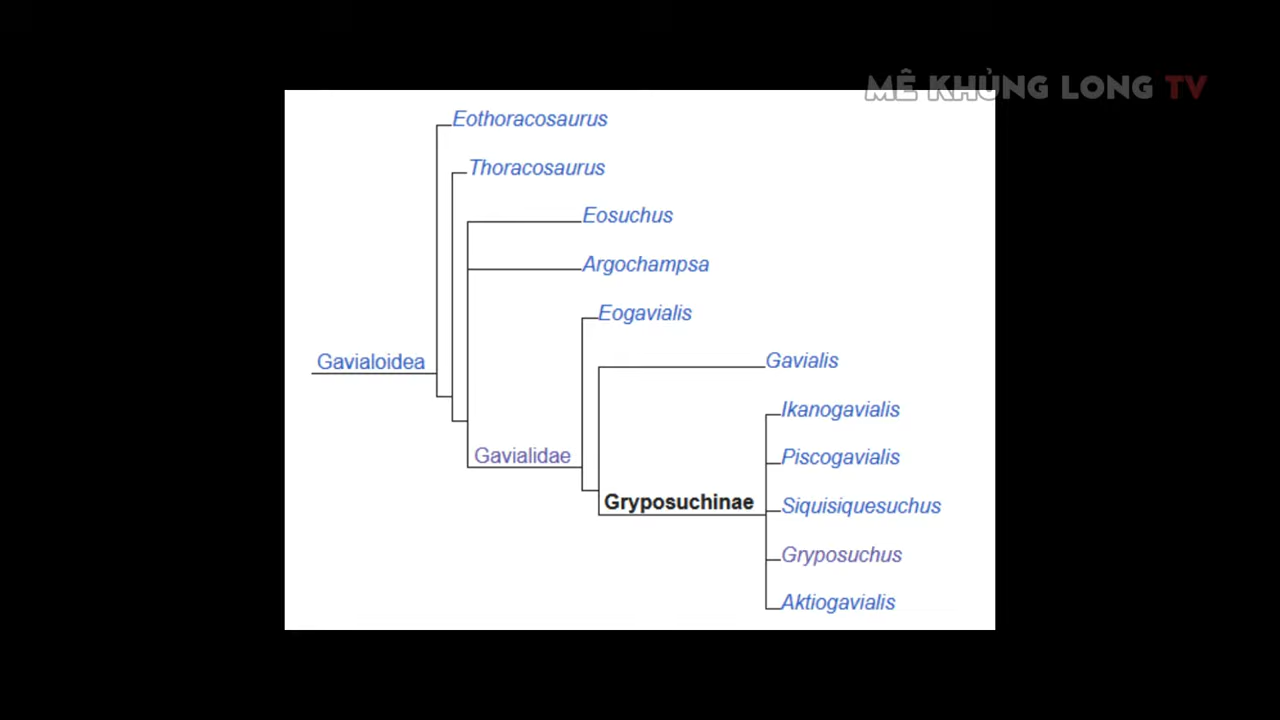 MÊ KHỦNG LONG TV
Eothoracosaurus
Thoracosaurus
Eosuchus
Argochampsa
Eogavialis
Gavialoidea
Gavialis
Ikanogavialis
Gavialidae
Piscogavialis
Gryposuchinae
Siquisiquesuchus
Gryposuchus
Aktiogavialis